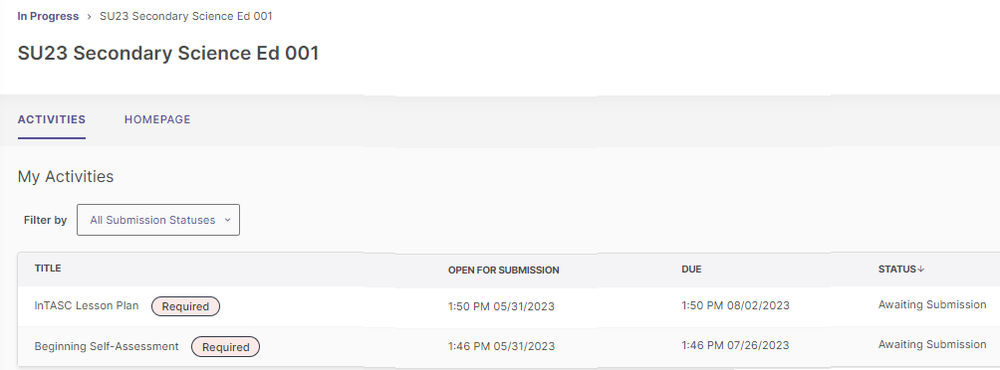 In Progress › SU23 Secondary Science Ed 001
SU23 Secondary Science Ed 001
ACTIVITIES HOMEPAGE
My Activities
Filter by All Submission Statuses
TITLE OPEN FOR SUBMISSION DUE STATUS↓
InTASC Lesson Plan Required 1:50 PM 05/31/2023 1:50 PM 08/02/2023 Awaiting Submission
Beginning Self-Assessment Required 1:46 PM 05/31/2023 1:46 PM 07/26/2023 Awaiting Submission